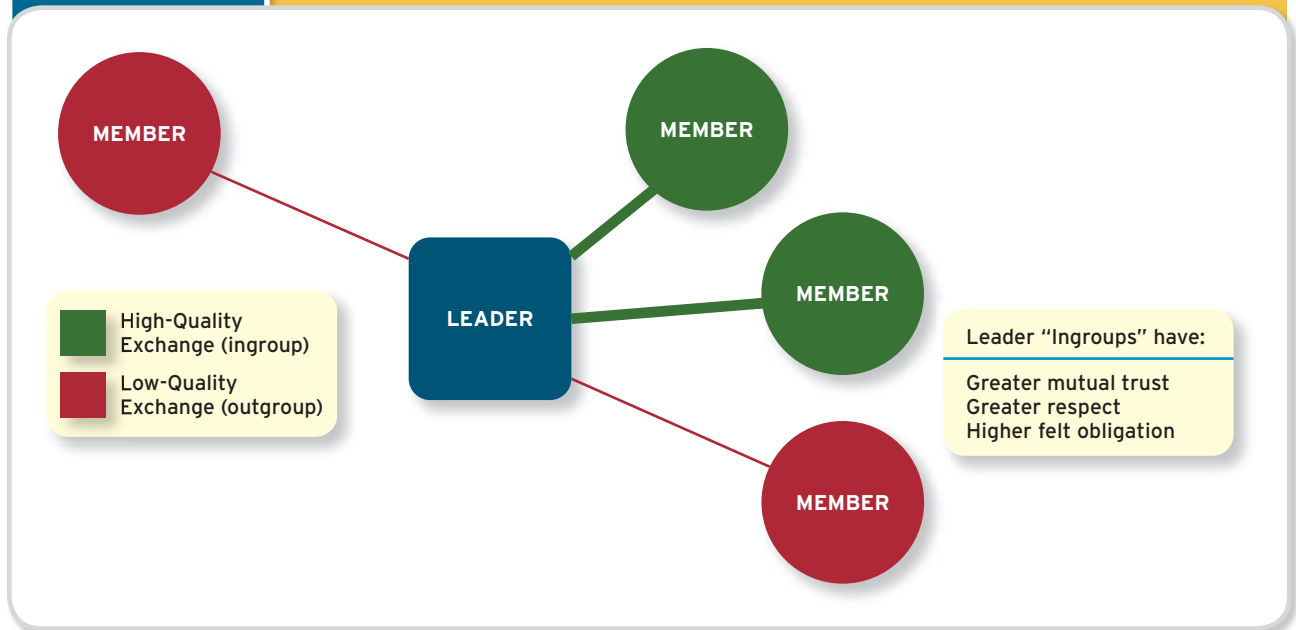 MEMBER
MEMBER
MEMBER
LEADER
High-Quality
Exchange (ingroup)
Low-Quality
Exchange (outgroup)
Leader “Ingroups” have:
Greater mutual trust
Greater respect
Higher felt obligation
MEMBER